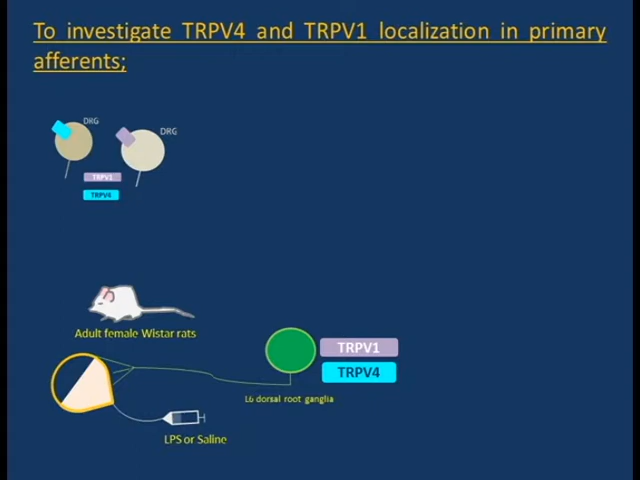 To investigate TRPV4 and TRPV1 localization in primary
afferents;
DRG
DRG
TRPV1
TRPV4
Adult female Wistar rats
TRPV1
TRPV4
L6 dorsal root ganglia
LPS or Saline